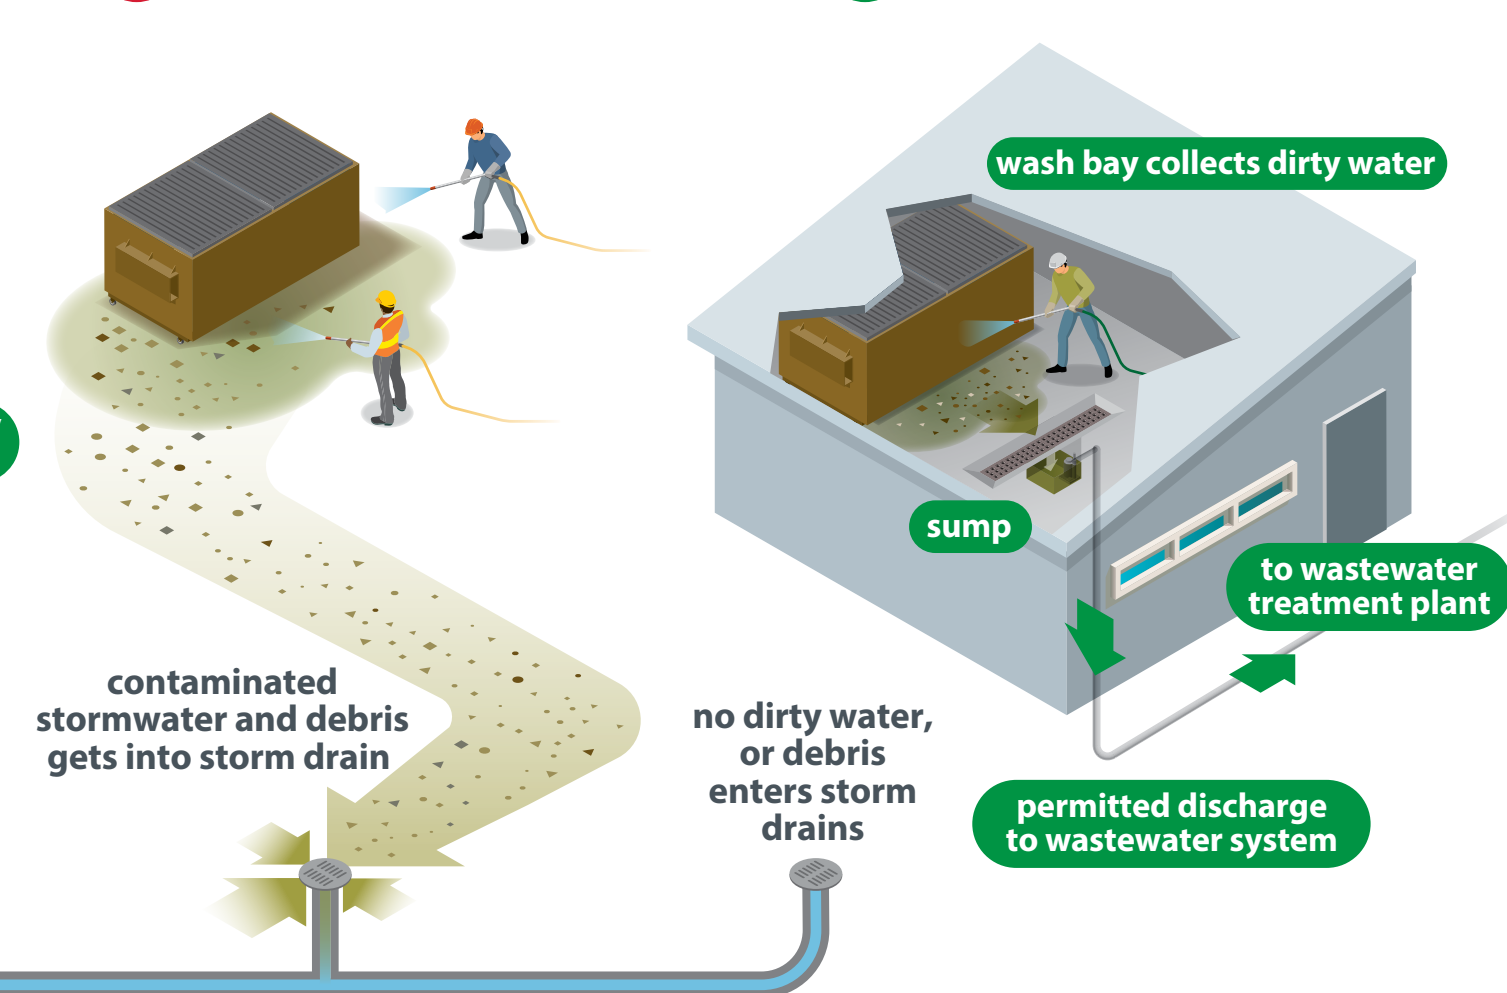 wash bay collects dirty water
sump
to wastewater
treatment plant
contaminated
stormwater and debris
gets into storm drain
no dirty water,
or debris
enters storm
drains
permitted discharge
to wastewater system